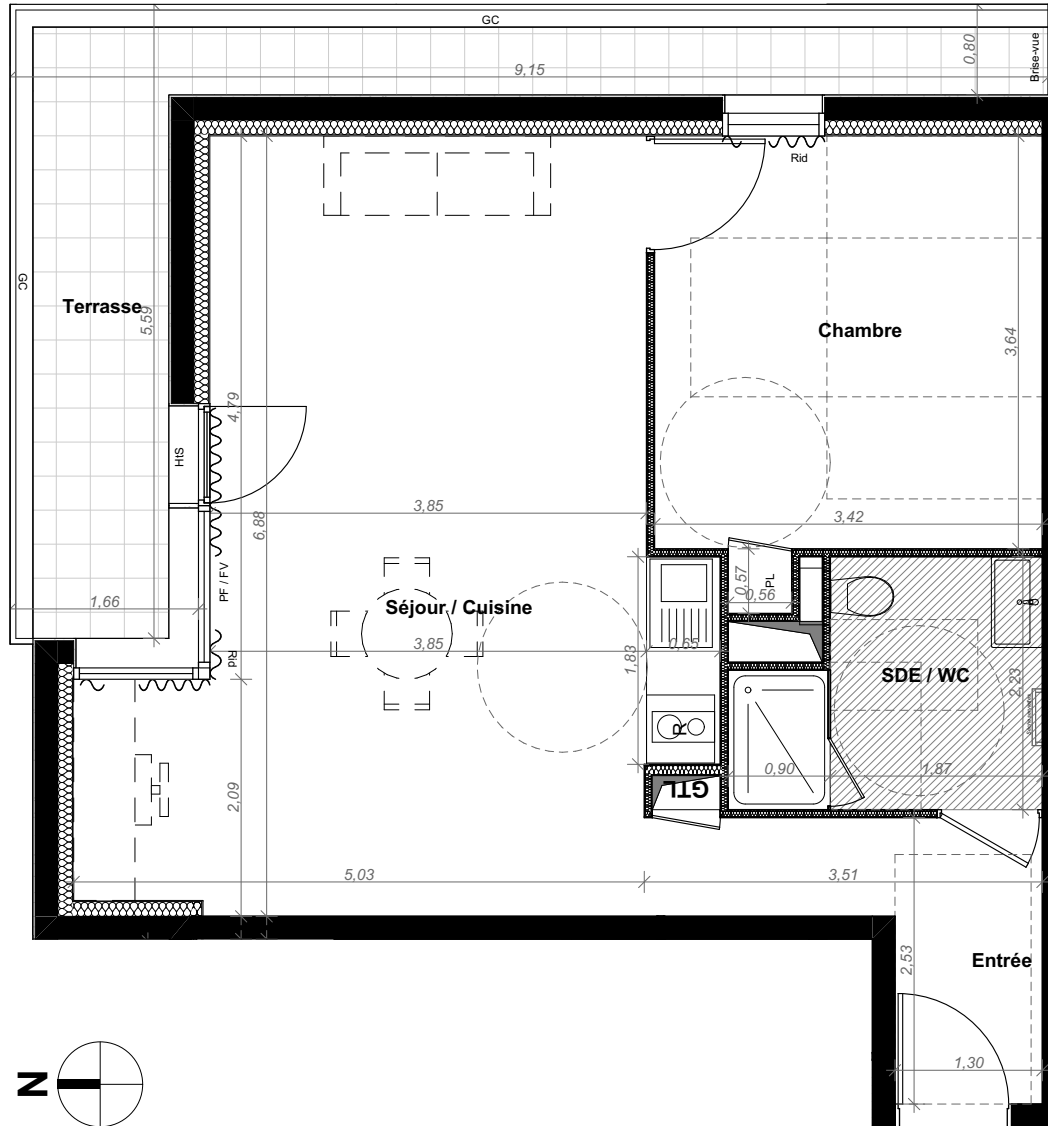 GC
9,15
0,80
Brise-vue
Rid
GC
Terrasse
5,59
Chambre
3,64
4,79
HtS
3,85
6,88
3,42
PF / FV
0,57
PL
0,56
1,66
Séjour / Cuisine
3,85
0,65
1,83
Rid
SDE / WC
2,23
R
0,90
1,87
GTL
2,09
5,03
3,51
2,53
Entrée
1,30
N